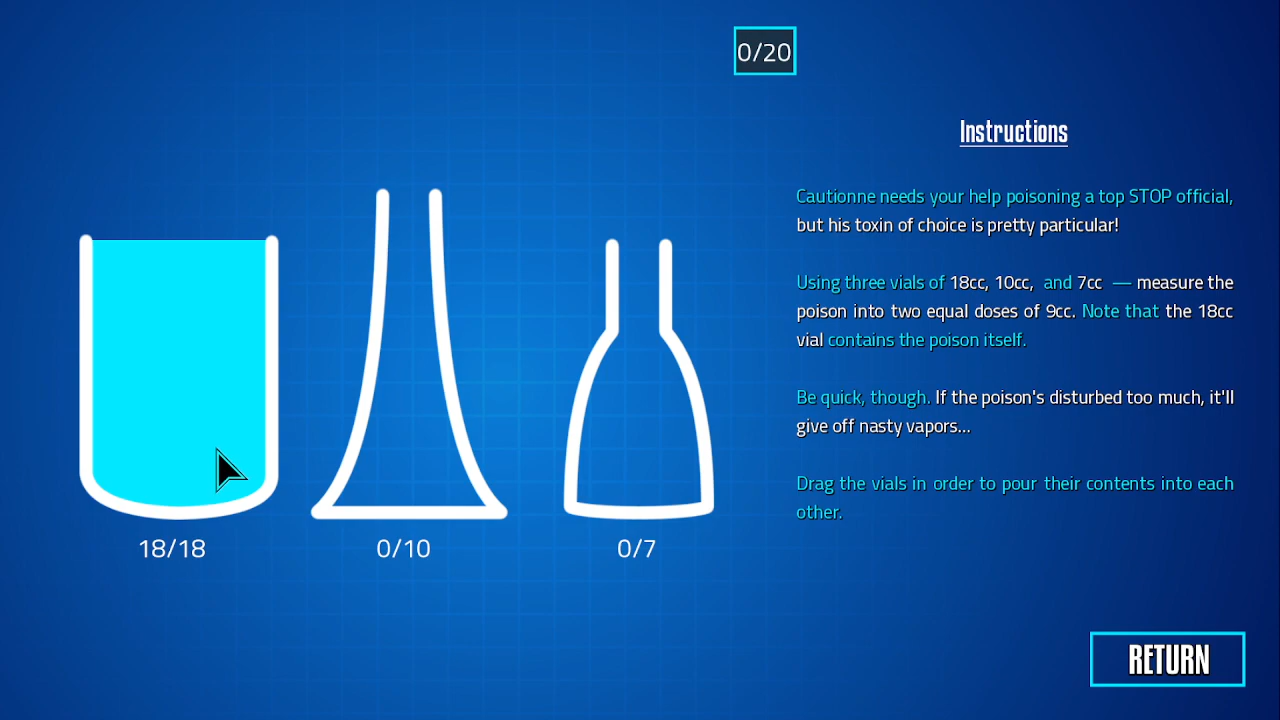 0/20
Instructions
Cautionne needs your help poisoning a top STOP official,
but his toxin of choice is pretty particular!
Using three vials of 18cc, 10cc, and 7cc — measure the
poison into two equal doses of 9cc. Note that the 18cc
vial contains the poison itself.
Be quick, though. If the poison's disturbed too much, it'll
give off nasty vapors...
Drag the vials in order to pour their contents into each
other.
18/18
0/10
0/7
RETURN